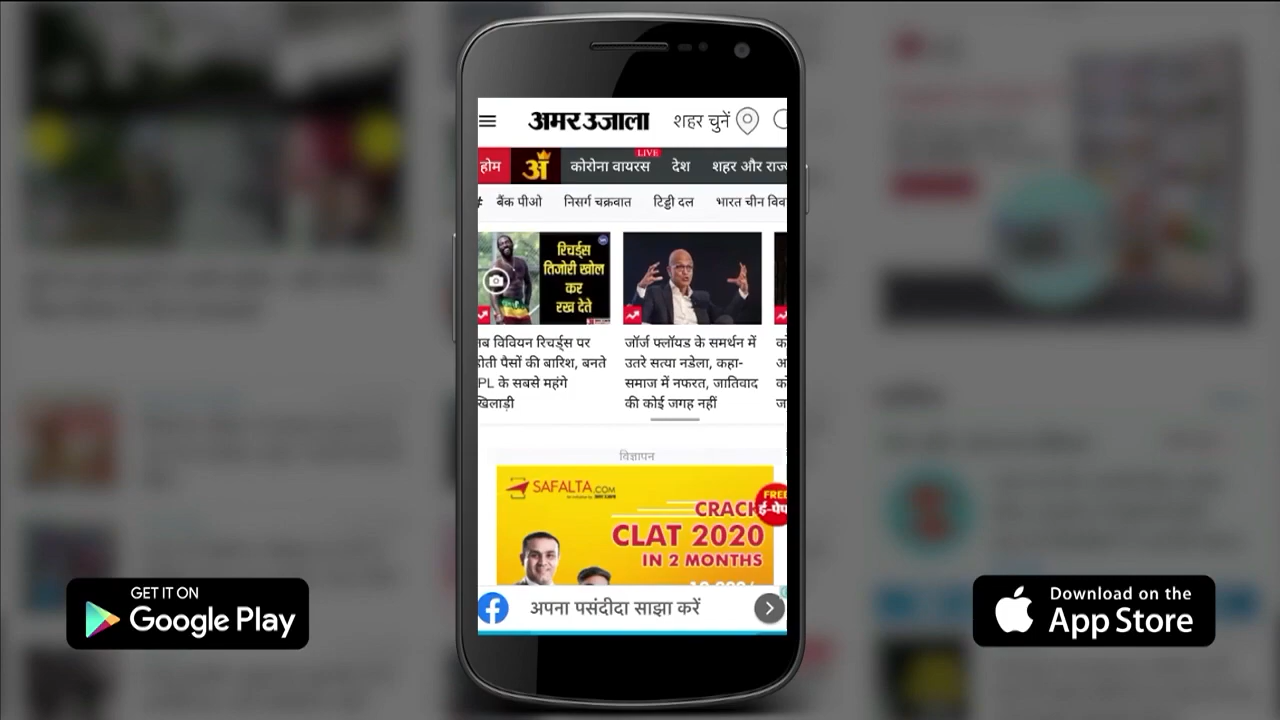 अमर उजाला
शहर चुनें
LIVE
होम
अ
कोरोना वायरस
देश
शहर और राज्
#
बैंक पीओ
निसर्ग चक्रवात
टिड्डी दल
भारत चीन विवा
रिचर्ड्स
तिजोरी खोल
कर
रख देते
जब विवियन रिचर्ड्स पर
होती पैसों की बारिश, बनते
IPL के सबसे महंगे
खिलाड़ी
जॉर्ज फ्लॉयड के समर्थन में
उतरे सत्या नडेला, कहा-
समाज में नफरत, जातिवाद
की कोई जगह नहीं
विज्ञापन
SAFALTA.COM
CRACK
FREE
ई-पेप
CLAT 2020
IN 2 MONTHS
अपना पसंदीदा साझा करें
GET IT ON
Google Play
Download on the
App Store